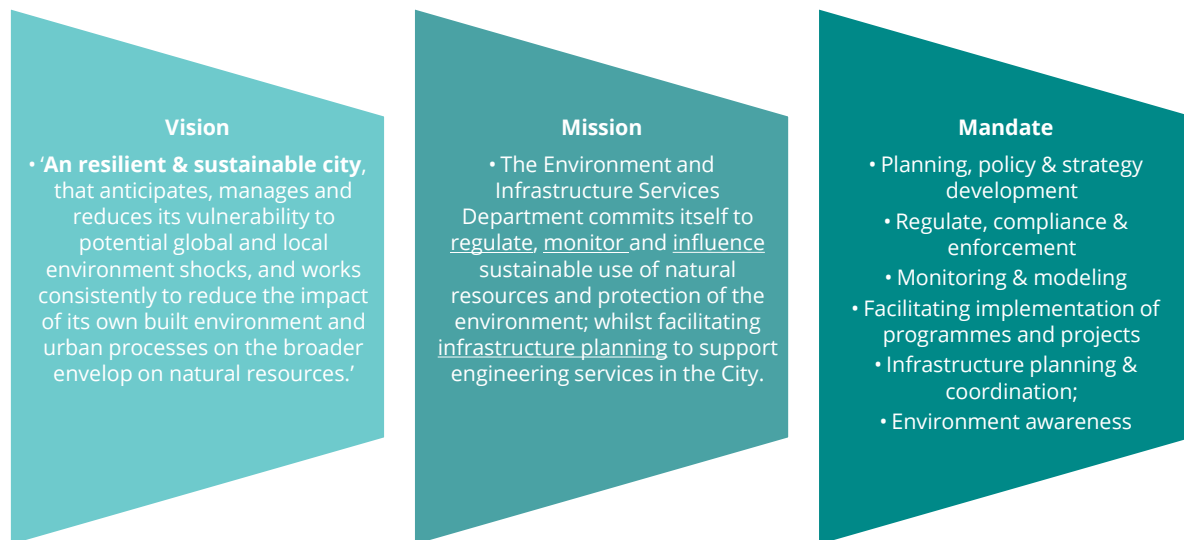 Vision
• ‘An resilient & sustainable city,
that anticipates, manages and
reduces its vulnerability to
potential global and local
environment shocks, and works
consistently to reduce the impact
of its own built environment and
urban processes on the broader
envelop on natural resources.’
Mission
• The Environment and
Infrastructure Services
Department commits itself to
regulate, monitor and influence
sustainable use of natural
resources and protection of the
environment; whilst facilitating
infrastructure planning to support
engineering services in the City.
Mandate
• Planning, policy & strategy
development
• Regulate, compliance &
enforcement
• Monitoring & modeling
• Facilitating implementation of
programmes and projects
• Infrastructure planning &
coordination;
• Environment awareness